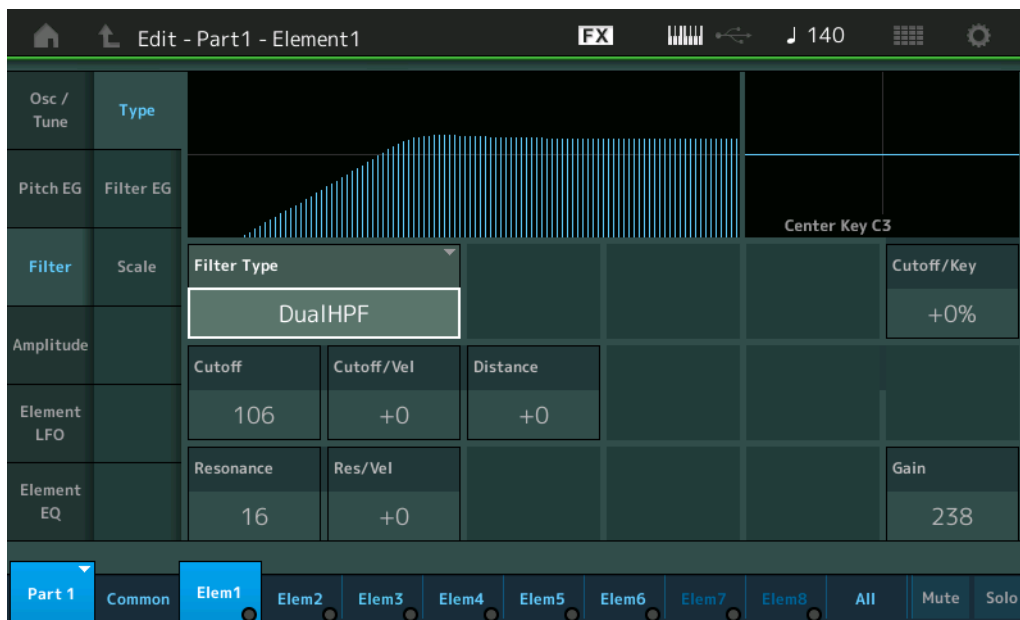 Edit - Part1 - Element1 FX ♩ 140
Osc / Tune
Type
Pitch EG
Filter EG
Center Key C3
Filter
Scale
Filter Type
Cutoff/Key
DualHPF
+0%
Amplitude
Cutoff Cutoff/Vel Distance
106 +0 +0
Element LFO
Resonance Res/Vel Gain
Element EQ
16 +0 238
Part 1 Common Elem1 Elem2 Elem3 Elem4 Elem5 Elem6 Elem7 Elem8 All Mute Solo